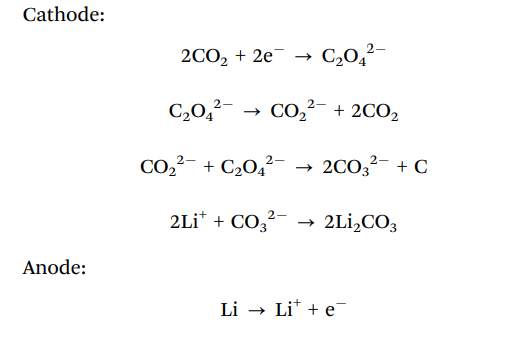 Cathode:
2CO₂ + 2e⁻ → C₂O₄²⁻
C₂O₄²⁻ → CO₂²⁻ + 2CO₂
CO₂²⁻ + C₂O₄²⁻ → 2CO₃²⁻ + C
2Li⁺ + CO₃²⁻ → 2Li₂CO₃
Anode:
Li → Li⁺ + e⁻